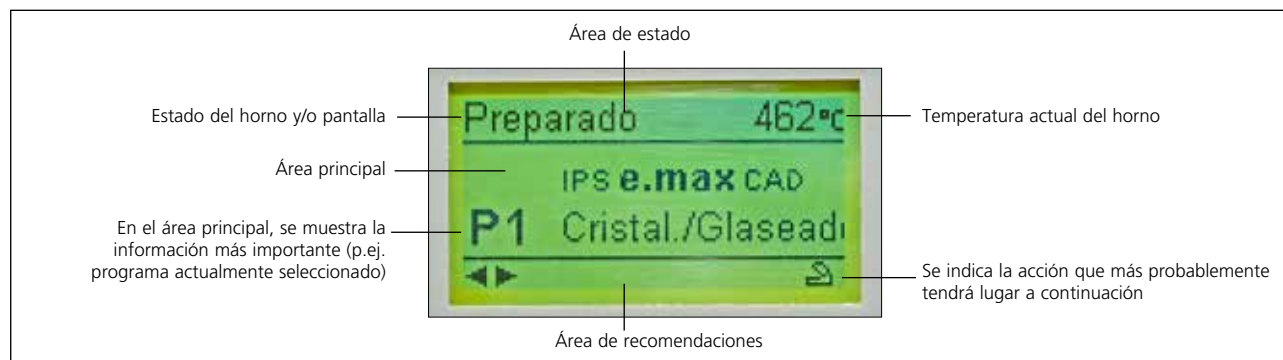 Área de estado
Estado del horno y/o pantalla
Preparado 462°C
Temperatura actual del horno
Área principal
IPS e.max CAD
En el área principal, se muestra la
información más importante (p.ej.
programa actualmente seleccionado)
P1 Cristal./Glasead
Se indica la acción que más probablemente
tendrá lugar a continuación
Área de recomendaciones